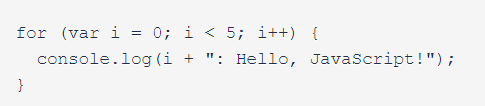 for (var i = 0; i < 5; i++) {
  console.log(i + ": Hello, JavaScript!");
}